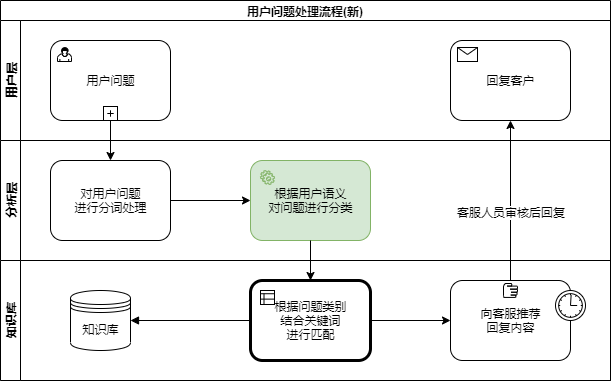 用户问题处理流程(新)
用户层
用户问题
回复客户
分析层
对用户问题
进行分词处理
根据用户语义
对问题进行分类
客服人员审核后回复
知识库
知识库
根据问题类别
结合关键词
进行匹配
向客服推荐
回复内容